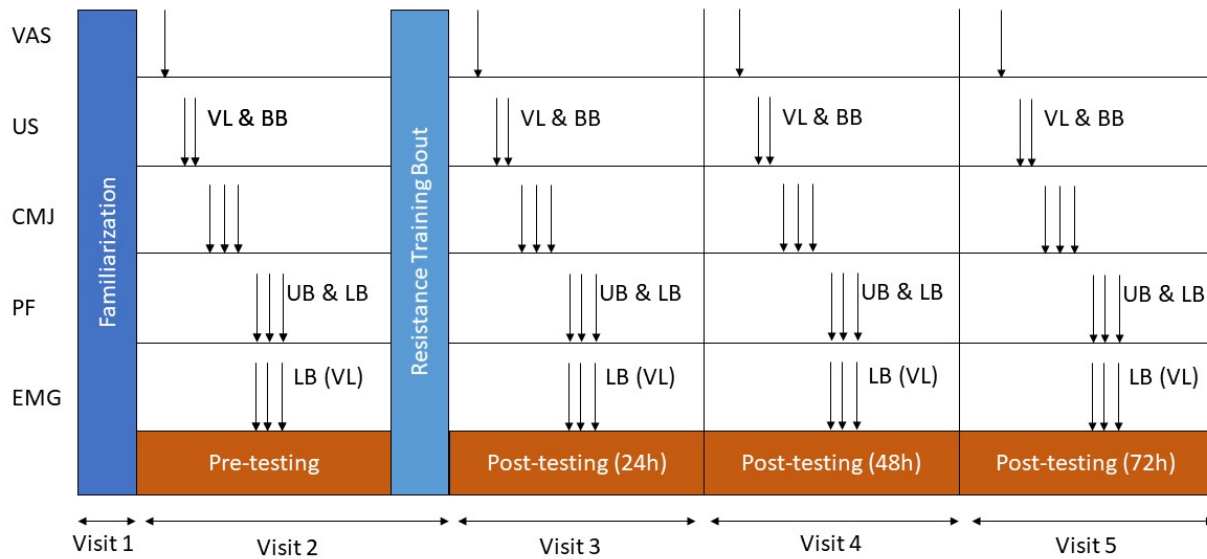 VAS
US
CMJ
PF
EMG
Familiarization
Resistance Training Bout
VL & BB
VL & BB
VL & BB
VL & BB
UB & LB
UB & LB
UB & LB
UB & LB
LB (VL)
LB (VL)
LB (VL)
LB (VL)
Pre-testing
Post-testing (24h)
Post-testing (48h)
Post-testing (72h)
Visit 1
Visit 2
Visit 3
Visit 4
Visit 5